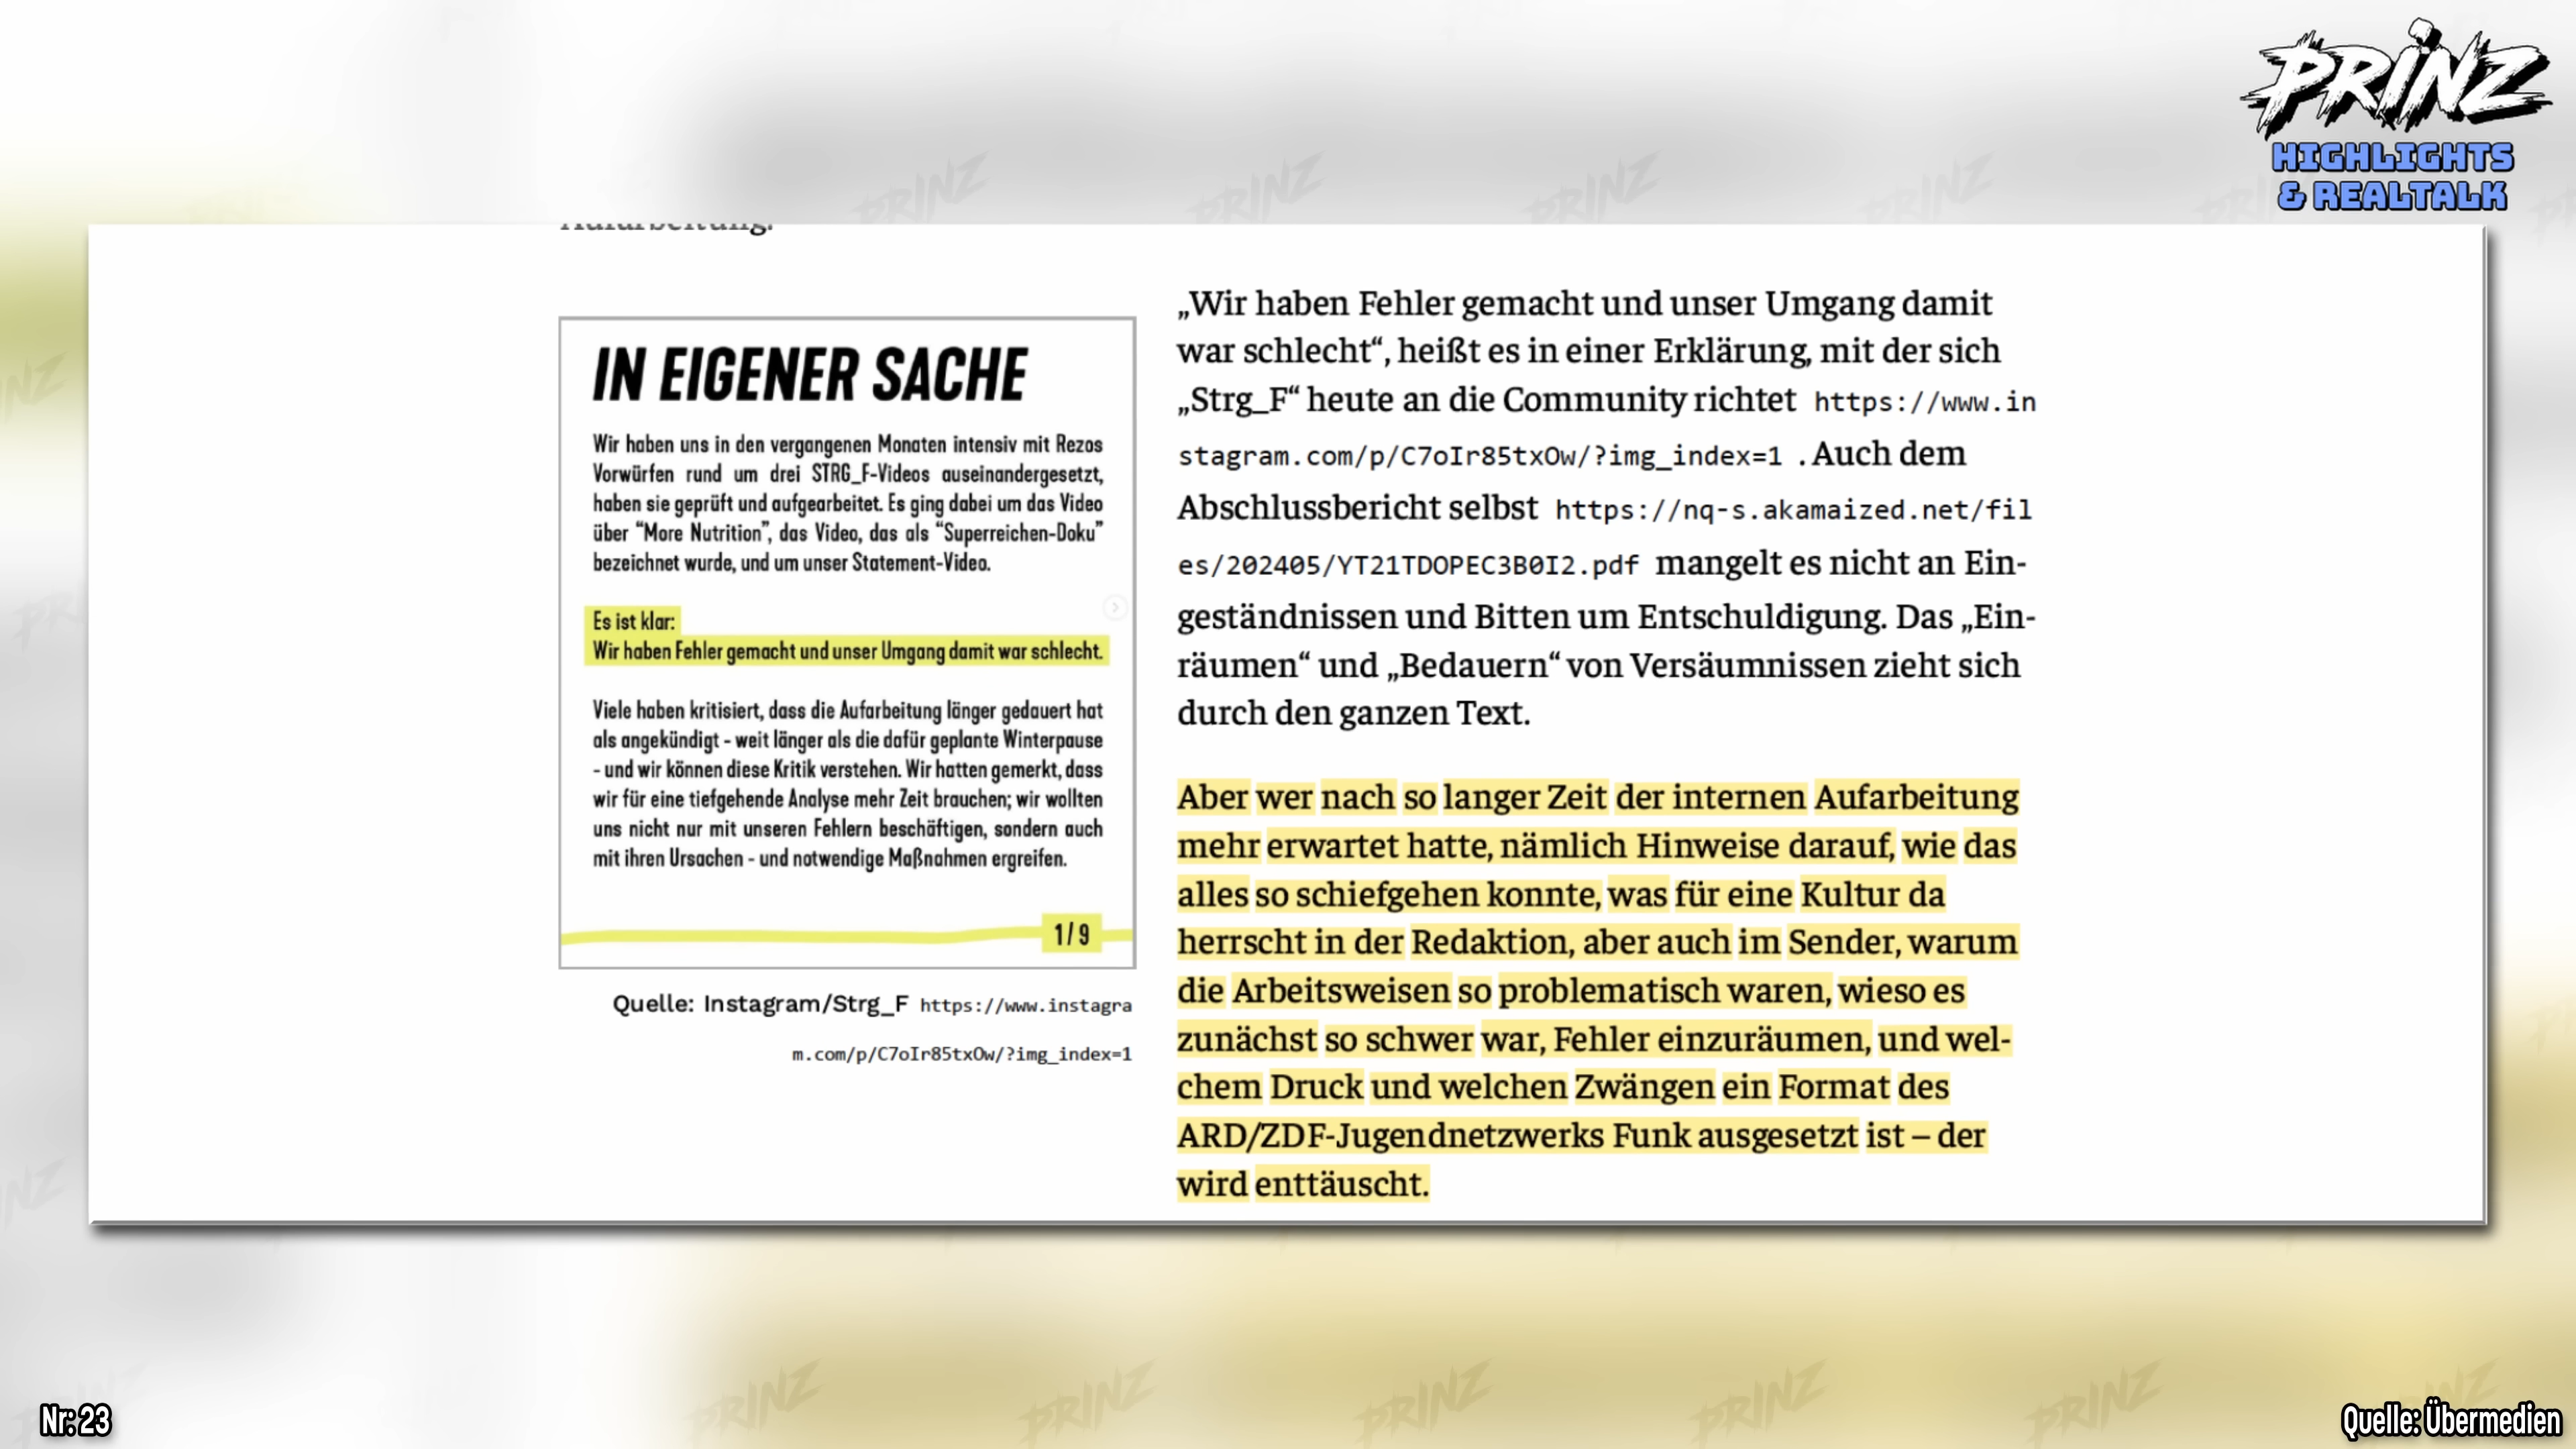 PRINZ
HIGHLIGHTS
& REALTALK
Aufarbeitung.
IN EIGENER SACHE
Wir haben uns in den vergangenen Monaten intensiv mit Rezos
Vorwürfen rund um drei STRG_F-Videos auseinandergesetzt,
haben sie geprüft und aufgearbeitet. Es ging dabei um das Video
über “More Nutrition”, das Video, das als “Superreichen-Doku”
bezeichnet wurde, und um unser Statement-Video.
Es ist klar:
Wir haben Fehler gemacht und unser Umgang damit war schlecht.
Viele haben kritisiert, dass die Aufarbeitung länger gedauert hat
als angekündigt - weit länger als die dafür geplante Winterpause
- und wir können diese Kritik verstehen. Wir hatten gemerkt, dass
wir für eine tiefgehende Analyse mehr Zeit brauchen; wir wollten
uns nicht nur mit unseren Fehlern beschäftigen, sondern auch
mit ihren Ursachen - und notwendige Maßnahmen ergreifen.
1/9
Quelle: Instagram/Strg_F https://www.instagra
m.com/p/C7oIr85txOw/?img_index=1
„Wir haben Fehler gemacht und unser Umgang damit
war schlecht“, heißt es in einer Erklärung, mit der sich
„Strg_F“ heute an die Community richtet https://www.in
stagram.com/p/C7oIr85txOw/?img_index=1 . Auch dem
Abschlussbericht selbst https://nq-s.akamaized.net/fil
es/202405/YT21TDOPEC3B0I2.pdf mangelt es nicht an Ein-
geständnissen und Bitten um Entschuldigung. Das „Ein-
räumen“ und „Bedauern“ von Versäumnissen zieht sich
durch den ganzen Text.
Aber wer nach so langer Zeit der internen Aufarbeitung
mehr erwartet hatte, nämlich Hinweise darauf, wie das
alles so schiefgehen konnte, was für eine Kultur da
herrscht in der Redaktion, aber auch im Sender, warum
die Arbeitsweisen so problematisch waren, wieso es
zunächst so schwer war, Fehler einzuräumen, und wel-
chem Druck und welchen Zwängen ein Format des
ARD/ZDF-Jugendnetzwerks Funk ausgesetzt ist – der
wird enttäuscht.
Nr: 23
Quelle: Übermedien